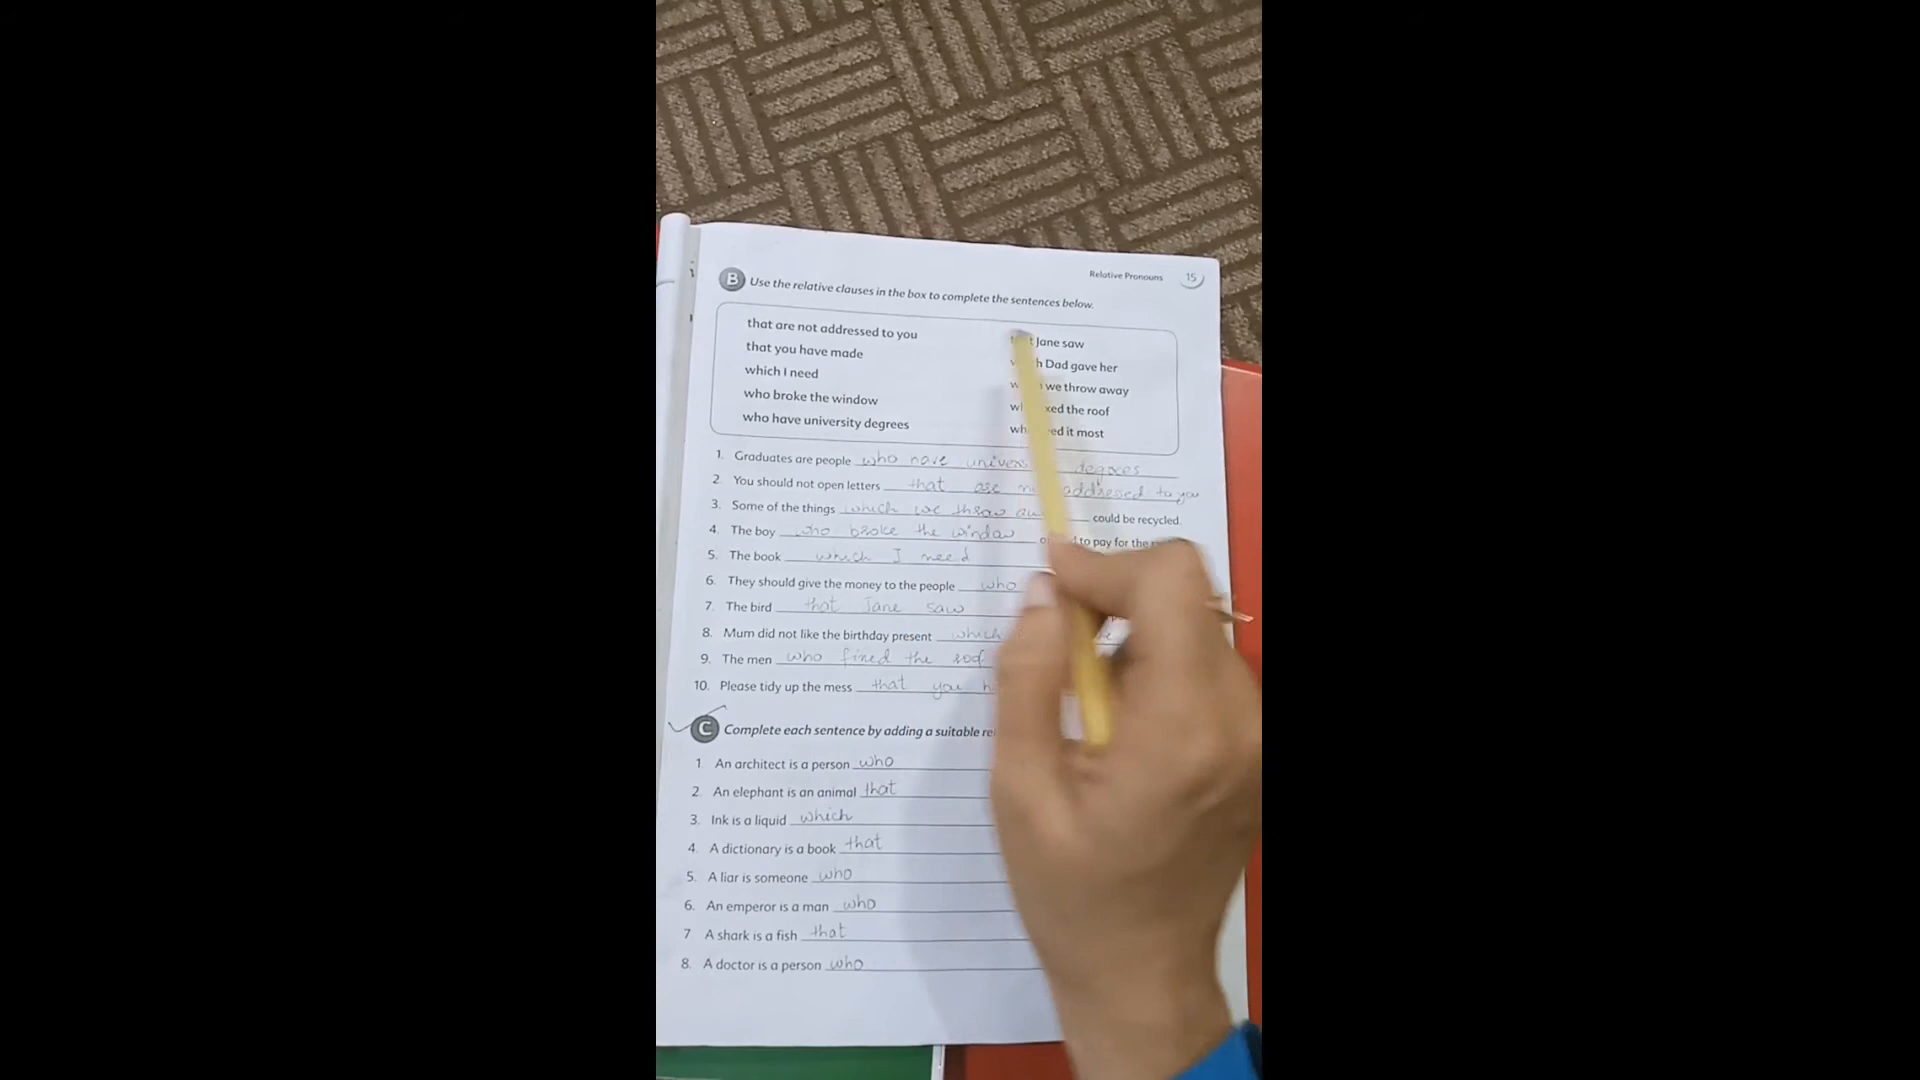 Relative Pronouns 15
B Use the relative clauses in the box to complete the sentences below.
that are not addressed to you
that you have made
which I need
who broke the window
who have university degrees
Jane saw
Dad gave her
we throw away
the roof
it most
1. Graduates are people who have degrees
2. You should not open letters that are addressed to you
3. Some of the things which we throw could be recycled.
4. The boy who broke the window to pay for the
5. The book which I need
6. They should give the money to the people who
7. The bird that Jane saw
8. Mum did not like the birthday present which
9. The men who the
10. Please tidy up the mess that you
C Complete each sentence by adding a suitable
1. An architect is a person who
2. An elephant is an animal that
3. Ink is a liquid which
4. A dictionary is a book that
5. A liar is someone who
6. An emperor is a man who
7 A shark is a fish that
8. A doctor is a person who